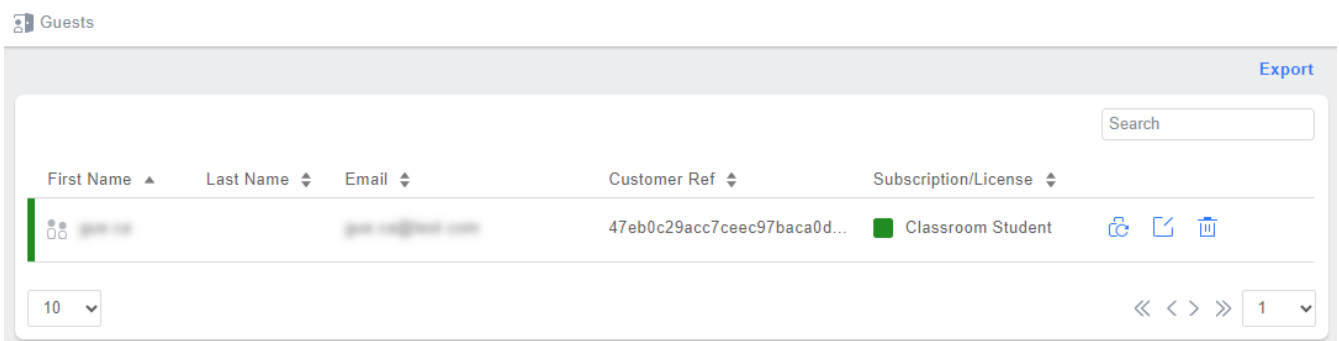 Guests
Export
Search
First Name Last Name Email Customer Ref Subscription/License
47eb0c29acc7ceec97baca0d... Classroom Student
10 1